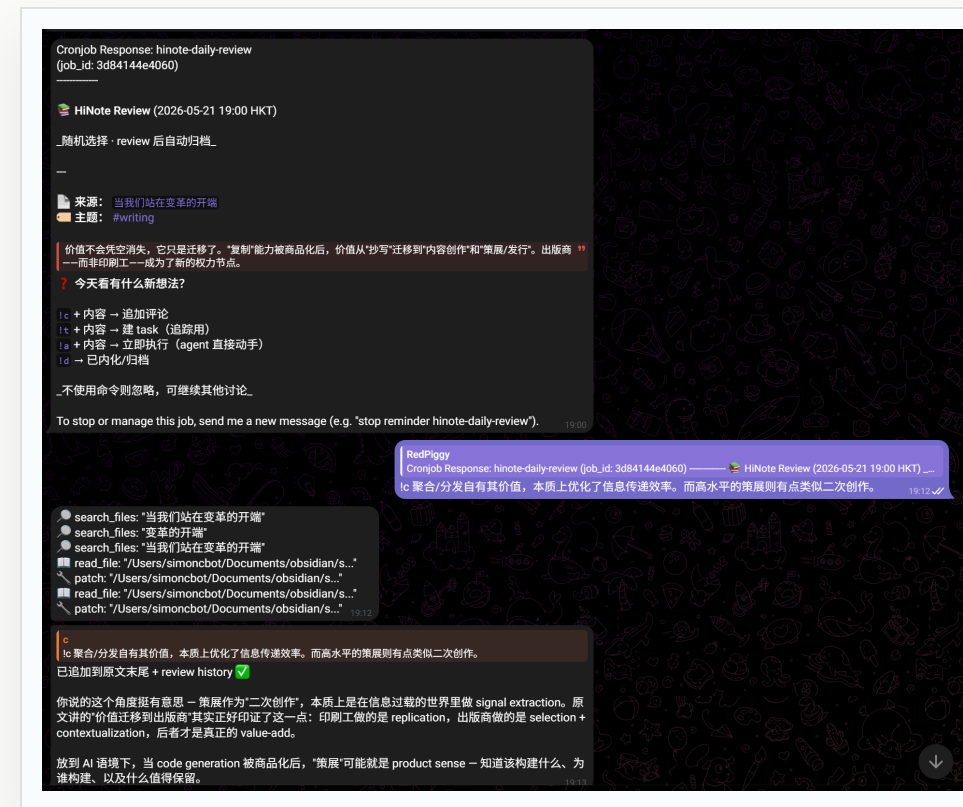 Cronjob Response: hinote-daily-review
(job_id: 3d84144e4060)
-------------
📚 HiNote Review (2026-05-21 19:00 HKT)
_随机选择 · review 后自动归档_
—
📄 来源： 当我们站在变革的开端
🏷️ 主题： #writing
价值不会凭空消失，它只是迁移了。"复制"能力被商品化后，价值从"抄写"迁移到"内容创作"和"策展/发行"。出版商
——而非印刷工——成为了新的权力节点。
❓ 今天看有什么新想法？
!c + 内容 → 追加评论
!t + 内容 → 建 task（追踪用）
!a + 内容 → 立即执行（agent 直接动手）
!d → 已内化/归档
_不使用命令则忽略，可继续其他讨论_
To stop or manage this job, send me a new message (e.g. "stop reminder hinote-daily-review").
19:00
RedPiggy
Cronjob Response: hinote-daily-review (job_id: 3d84144e4060) ———— 📚 HiNote Review (2026-05-21 19:00 HKT) _...
!c 聚合/分发自有其价值，本质上优化了信息传递效率。而高水平的策展则有点类似二次创作。
19:12
🔎 search_files: "当我们站在变革的开端"
🔎 search_files: "变革的开端"
🔎 search_files: "当我们站在变革的开端"
📖 read_file: "/Users/simoncbot/Documents/obsidian/s..."
🔧 patch: "/Users/simoncbot/Documents/obsidian/s..."
📖 read_file: "/Users/simoncbot/Documents/obsidian/s..."
🔧 patch: "/Users/simoncbot/Documents/obsidian/s..."
19:12
c
!c 聚合/分发自有其价值，本质上优化了信息传递效率。而高水平的策展则有点类似二次创作。
已追加到原文末尾 + review history ✅
你说的这个角度挺有意思 — 策展作为"二次创作"，本质上是在信息过载的世界里做 signal extraction。原
文讲的"价值迁移到出版商"其实正好印证了这一点：印刷工做的是 replication，出版商做的是 selection +
contextualization，后者才是真正的 value-add。
放到 AI 语境下，当 code generation 被商品化后，"策展"可能就是 product sense — 知道该构建什么、为
谁构建、以及什么值得保留。
19:13